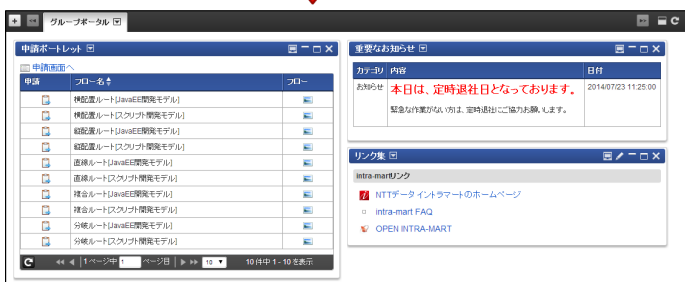 グループポータル
申請ポートレット
申請画面へ
申請 フロー名 フロー
横配置ルート[JavaEE開発モデル]
横配置ルート[スクリプト開発モデル]
縦配置ルート[JavaEE開発モデル]
縦配置ルート[スクリプト開発モデル]
直線ルート[JavaEE開発モデル]
直線ルート[スクリプト開発モデル]
複合ルート[JavaEE開発モデル]
複合ルート[スクリプト開発モデル]
分岐ルート[JavaEE開発モデル]
分岐ルート[スクリプト開発モデル]
1ページ中 1 ページ目 10 10件中 1 - 10 を表示
重要なお知らせ
カテゴリ 内容 日付
お知らせ 本日は、定時退社日となっております。 2014/07/23 11:25:00
緊急な作業がない方は、定時退社にご協力お願いします。
リンク集
intra-martリンク
NTTデータ イントラマートのホームページ
intra-mart FAQ
OPEN INTRA-MART